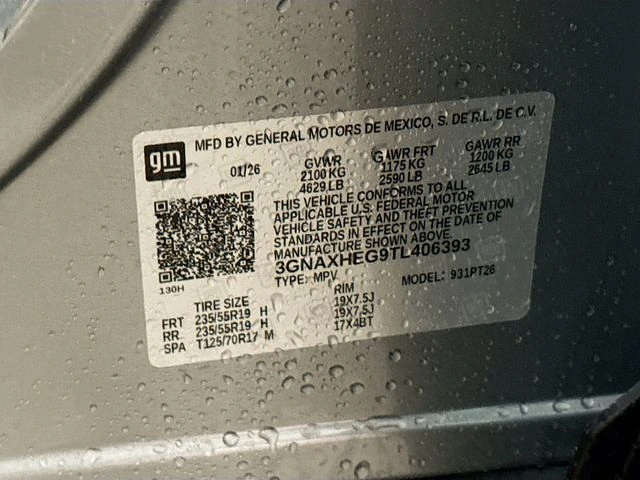 gm
MFD BY GENERAL MOTORS DE MEXICO, S. DE R.L. DE C.V.
01/26 GVWR GAWR FRT GAWR RR
2100 KG 1175 KG 1200 KG
4629 LB 2590 LB 2645 LB
THIS VEHICLE CONFORMS TO ALL
APPLICABLE U.S. FEDERAL MOTOR
VEHICLE SAFETY AND THEFT PREVENTION
STANDARDS IN EFFECT ON THE DATE OF
MANUFACTURE SHOWN ABOVE.
3GNAXHEG9TL406393
TYPE: MPV MODEL: 931PT26
130H
TIRE SIZE RIM
FRT 235/55R19 H 19X7.5J
RR 235/55R19 H 19X7.5J
SPA T125/70R17 M 17X4BT